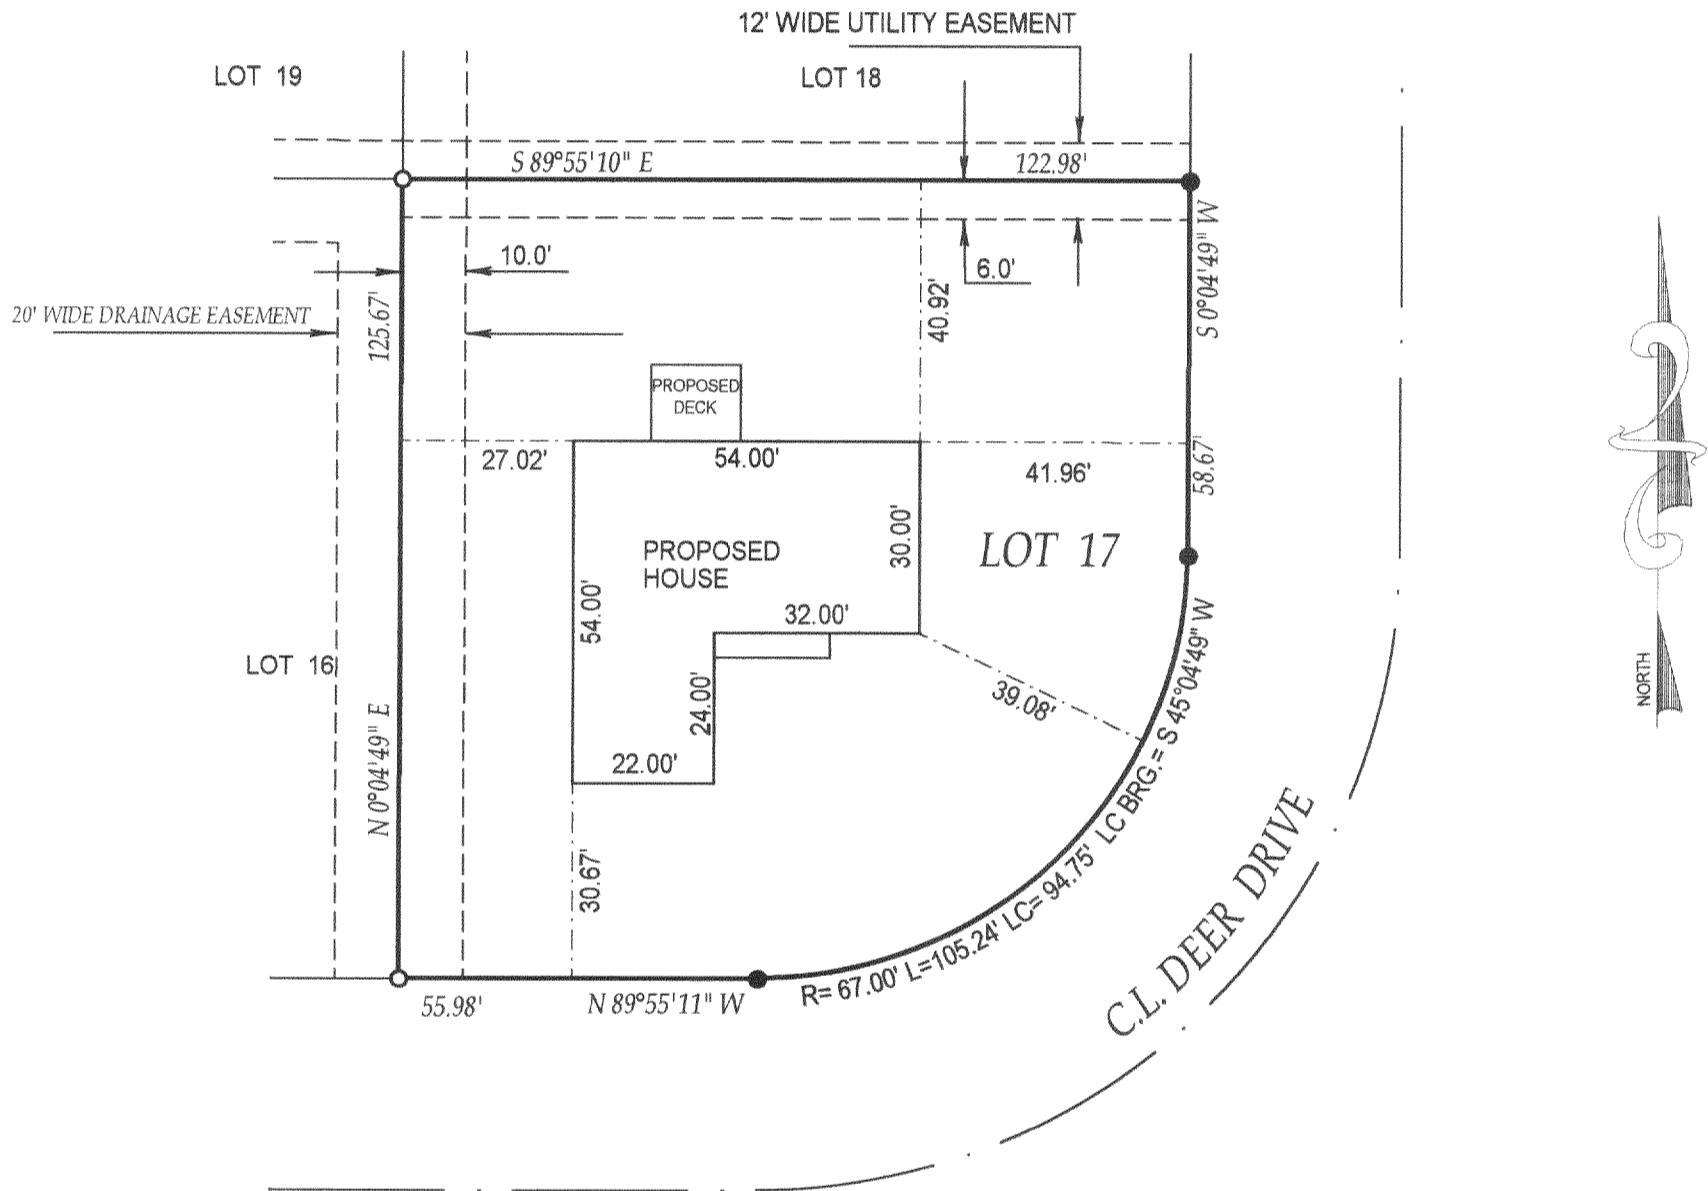 12' WIDE UTILITY EASEMENT
LOT 19
LOT 18
S 89°55'10" E
122.98'
S 0°04'49" W
10.0'
6.0'
20' WIDE DRAINAGE EASEMENT
125.67'
40.92'
PROPOSED
DECK
27.02'
54.00'
41.96'
58.67'
30.00'
LOT 17
PROPOSED
HOUSE
54.00'
32.00'
LOT 16
NORTH
24.00'
39.08'
N 0°04'49" E
22.00'
30.67'
R= 67.00' L=105.24' LC= 94.75' LC BRG.= S 45°04'49" W
C.L. DEER DRIVE
55.98'
N 89°55'11" W